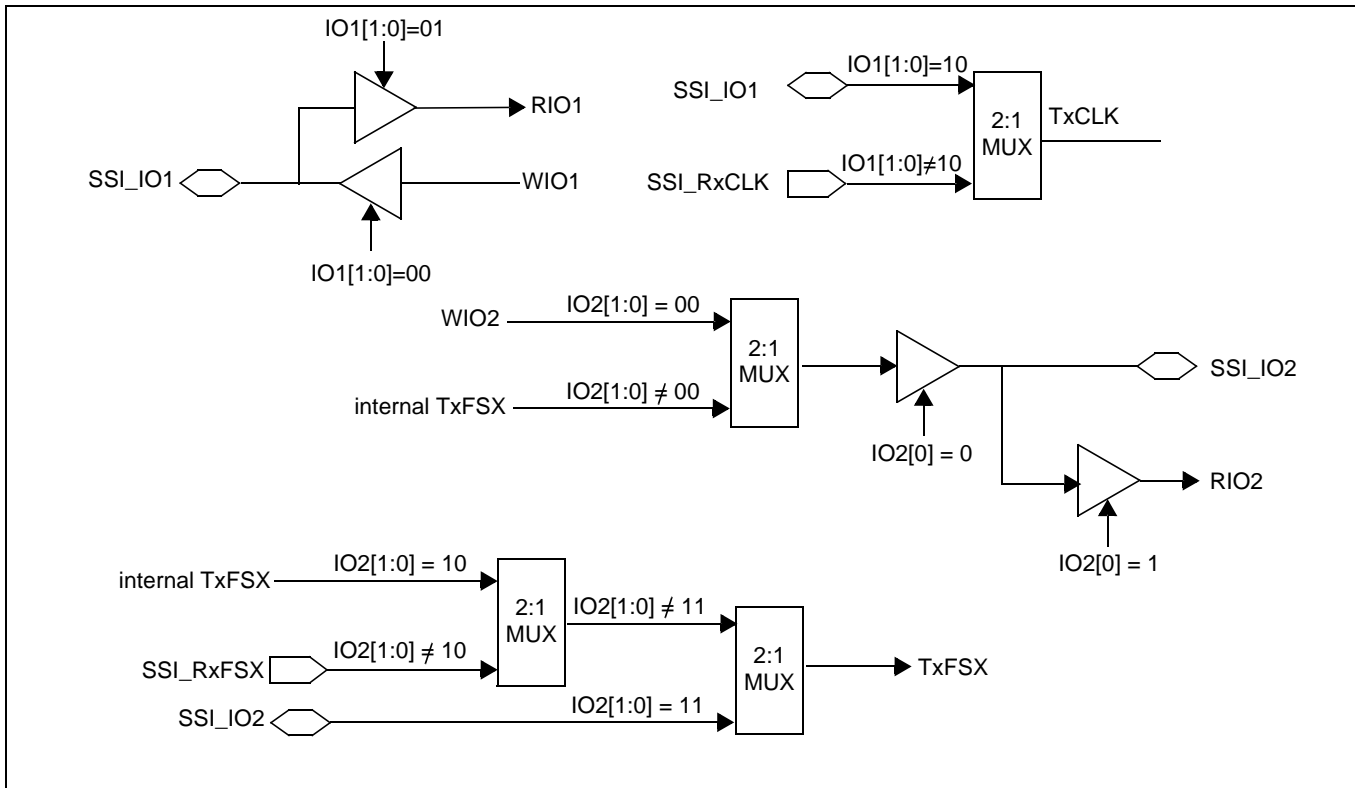 IO1[1:0]=01
RIO1
SSI_IO1
WIO1
IO1[1:0]=00
SSI_IO1
IO1[1:0]=10
2:1
MUX
TxCLK
SSI_RxCLK
IO1[1:0]≠10
WIO2
IO2[1:0] = 00
2:1
MUX
internal TxFSX
IO2[1:0] ≠ 00
SSI_IO2
IO2[0] = 0
RIO2
IO2[0] = 1
internal TxFSX
IO2[1:0] = 10
2:1
MUX
IO2[1:0] ≠ 11
SSI_RxFSX
IO2[1:0] ≠ 10
2:1
MUX
TxFSX
SSI_IO2
IO2[1:0] = 11